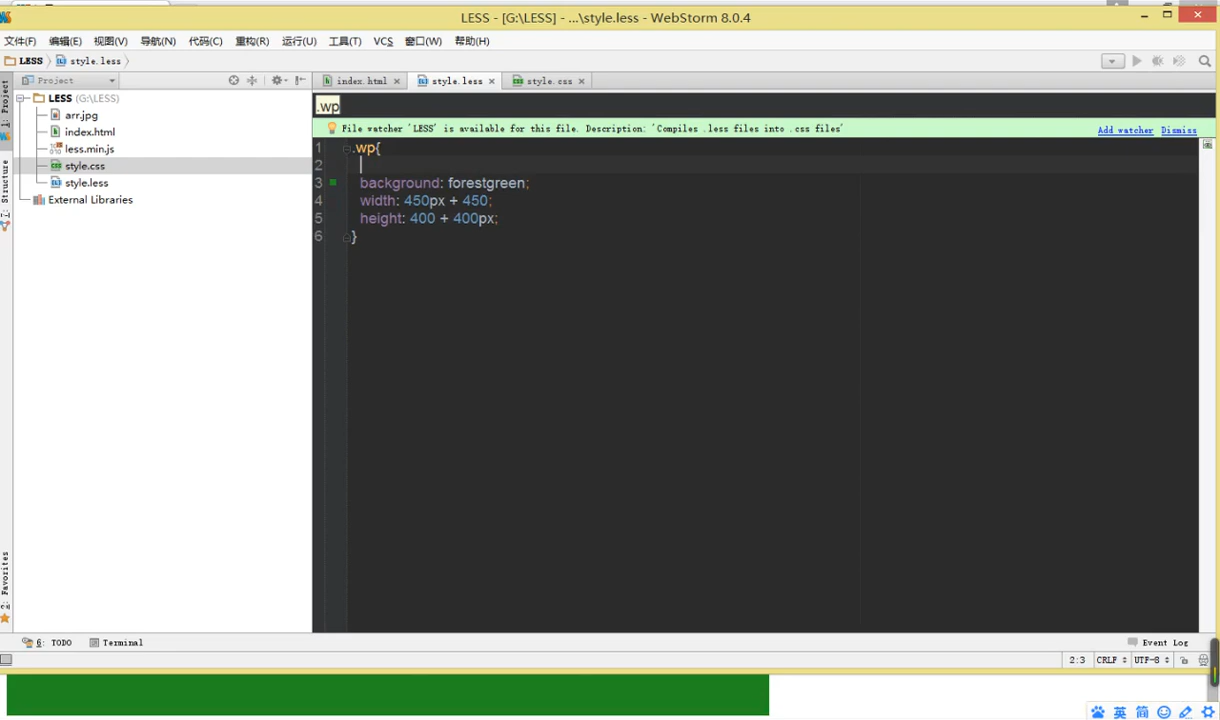 LESS - [G:\LESS] - ...\style.less - WebStorm 8.0.4
文件(F) 编辑(E) 视图(V) 导航(N) 代码(C) 重构(R) 运行(U) 工具(T) VCS 窗口(W) 帮助(H)
LESS style.less
1: Project
Project
index.html style.less style.css
LESS (G:\LESS)
arr.jpg
index.html
less.min.js
style.css
style.less
External Libraries
Structure
2: Favorites
.wp
File watcher 'LESS' is available for this file. Description: 'Compiles .less files into .css files' Add watcher Dismiss
1 .wp{
2
3 background: forestgreen;
4 width: 450px + 450;
5 height: 400 + 400px;
6 }
6: TODO Terminal Event Log
2:3 CRLF UTF-8
英 简